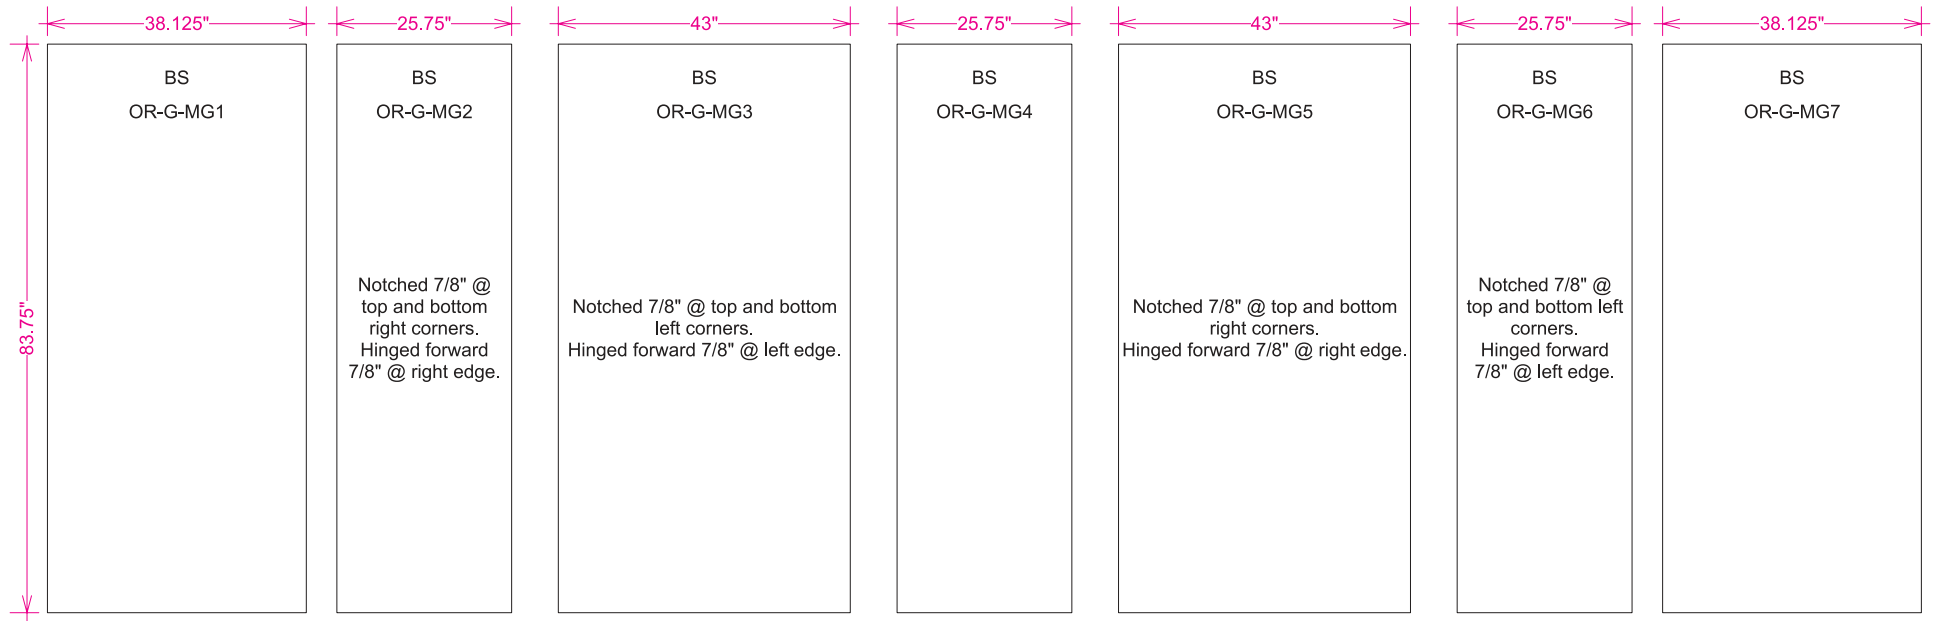 38.125"
25.75"
43"
25.75"
43"
25.75"
38.125"
83.75"
BS
OR-G-MG1
BS
OR-G-MG2
Notched 7/8" @
top and bottom
right corners.
Hinged forward
7/8" @ right edge.
BS
OR-G-MG3
Notched 7/8" @ top and bottom
left corners.
Hinged forward 7/8" @ left edge.
BS
OR-G-MG4
BS
OR-G-MG5
Notched 7/8" @ top and bottom
right corners.
Hinged forward 7/8" @ right edge.
BS
OR-G-MG6
Notched 7/8" @
top and bottom left
corners.
Hinged forward
7/8" @ left edge.
BS
OR-G-MG7